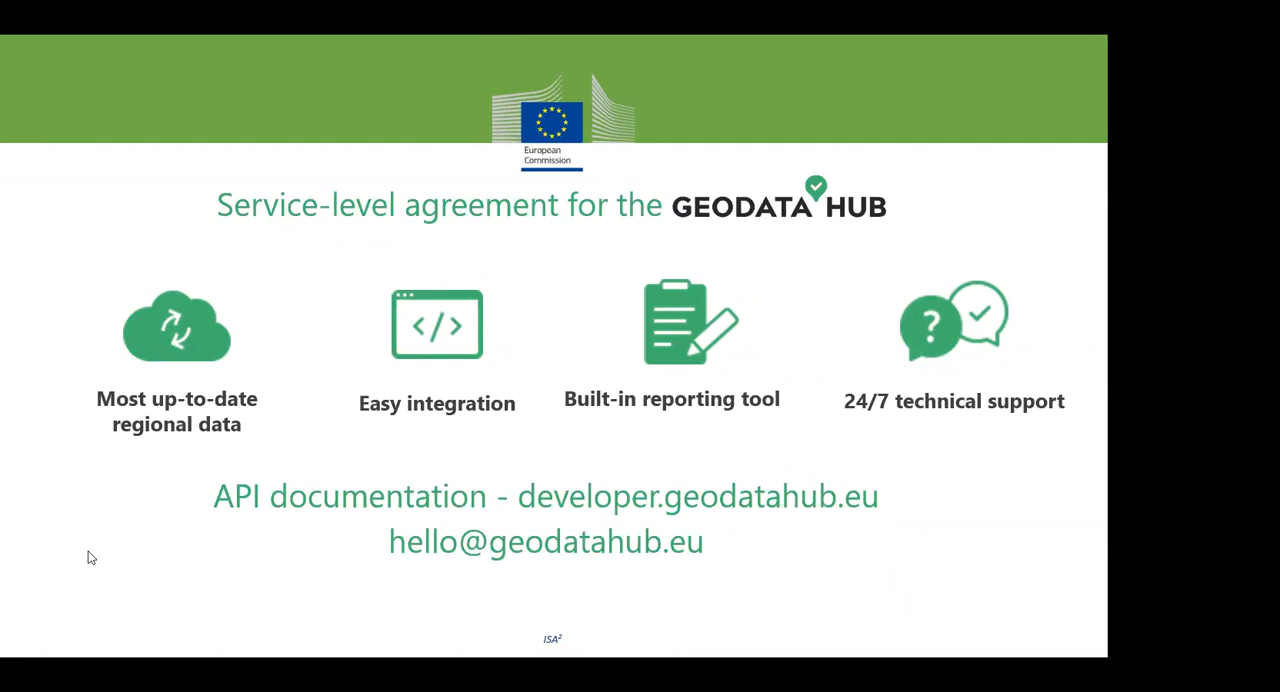 European
Commission
Service-level agreement for the GEODATA HUB
</>
?
Most up-to-date
regional data
Easy integration
Built-in reporting tool
24/7 technical support
API documentation - developer.geodatahub.eu
hello@geodatahub.eu
ISA²